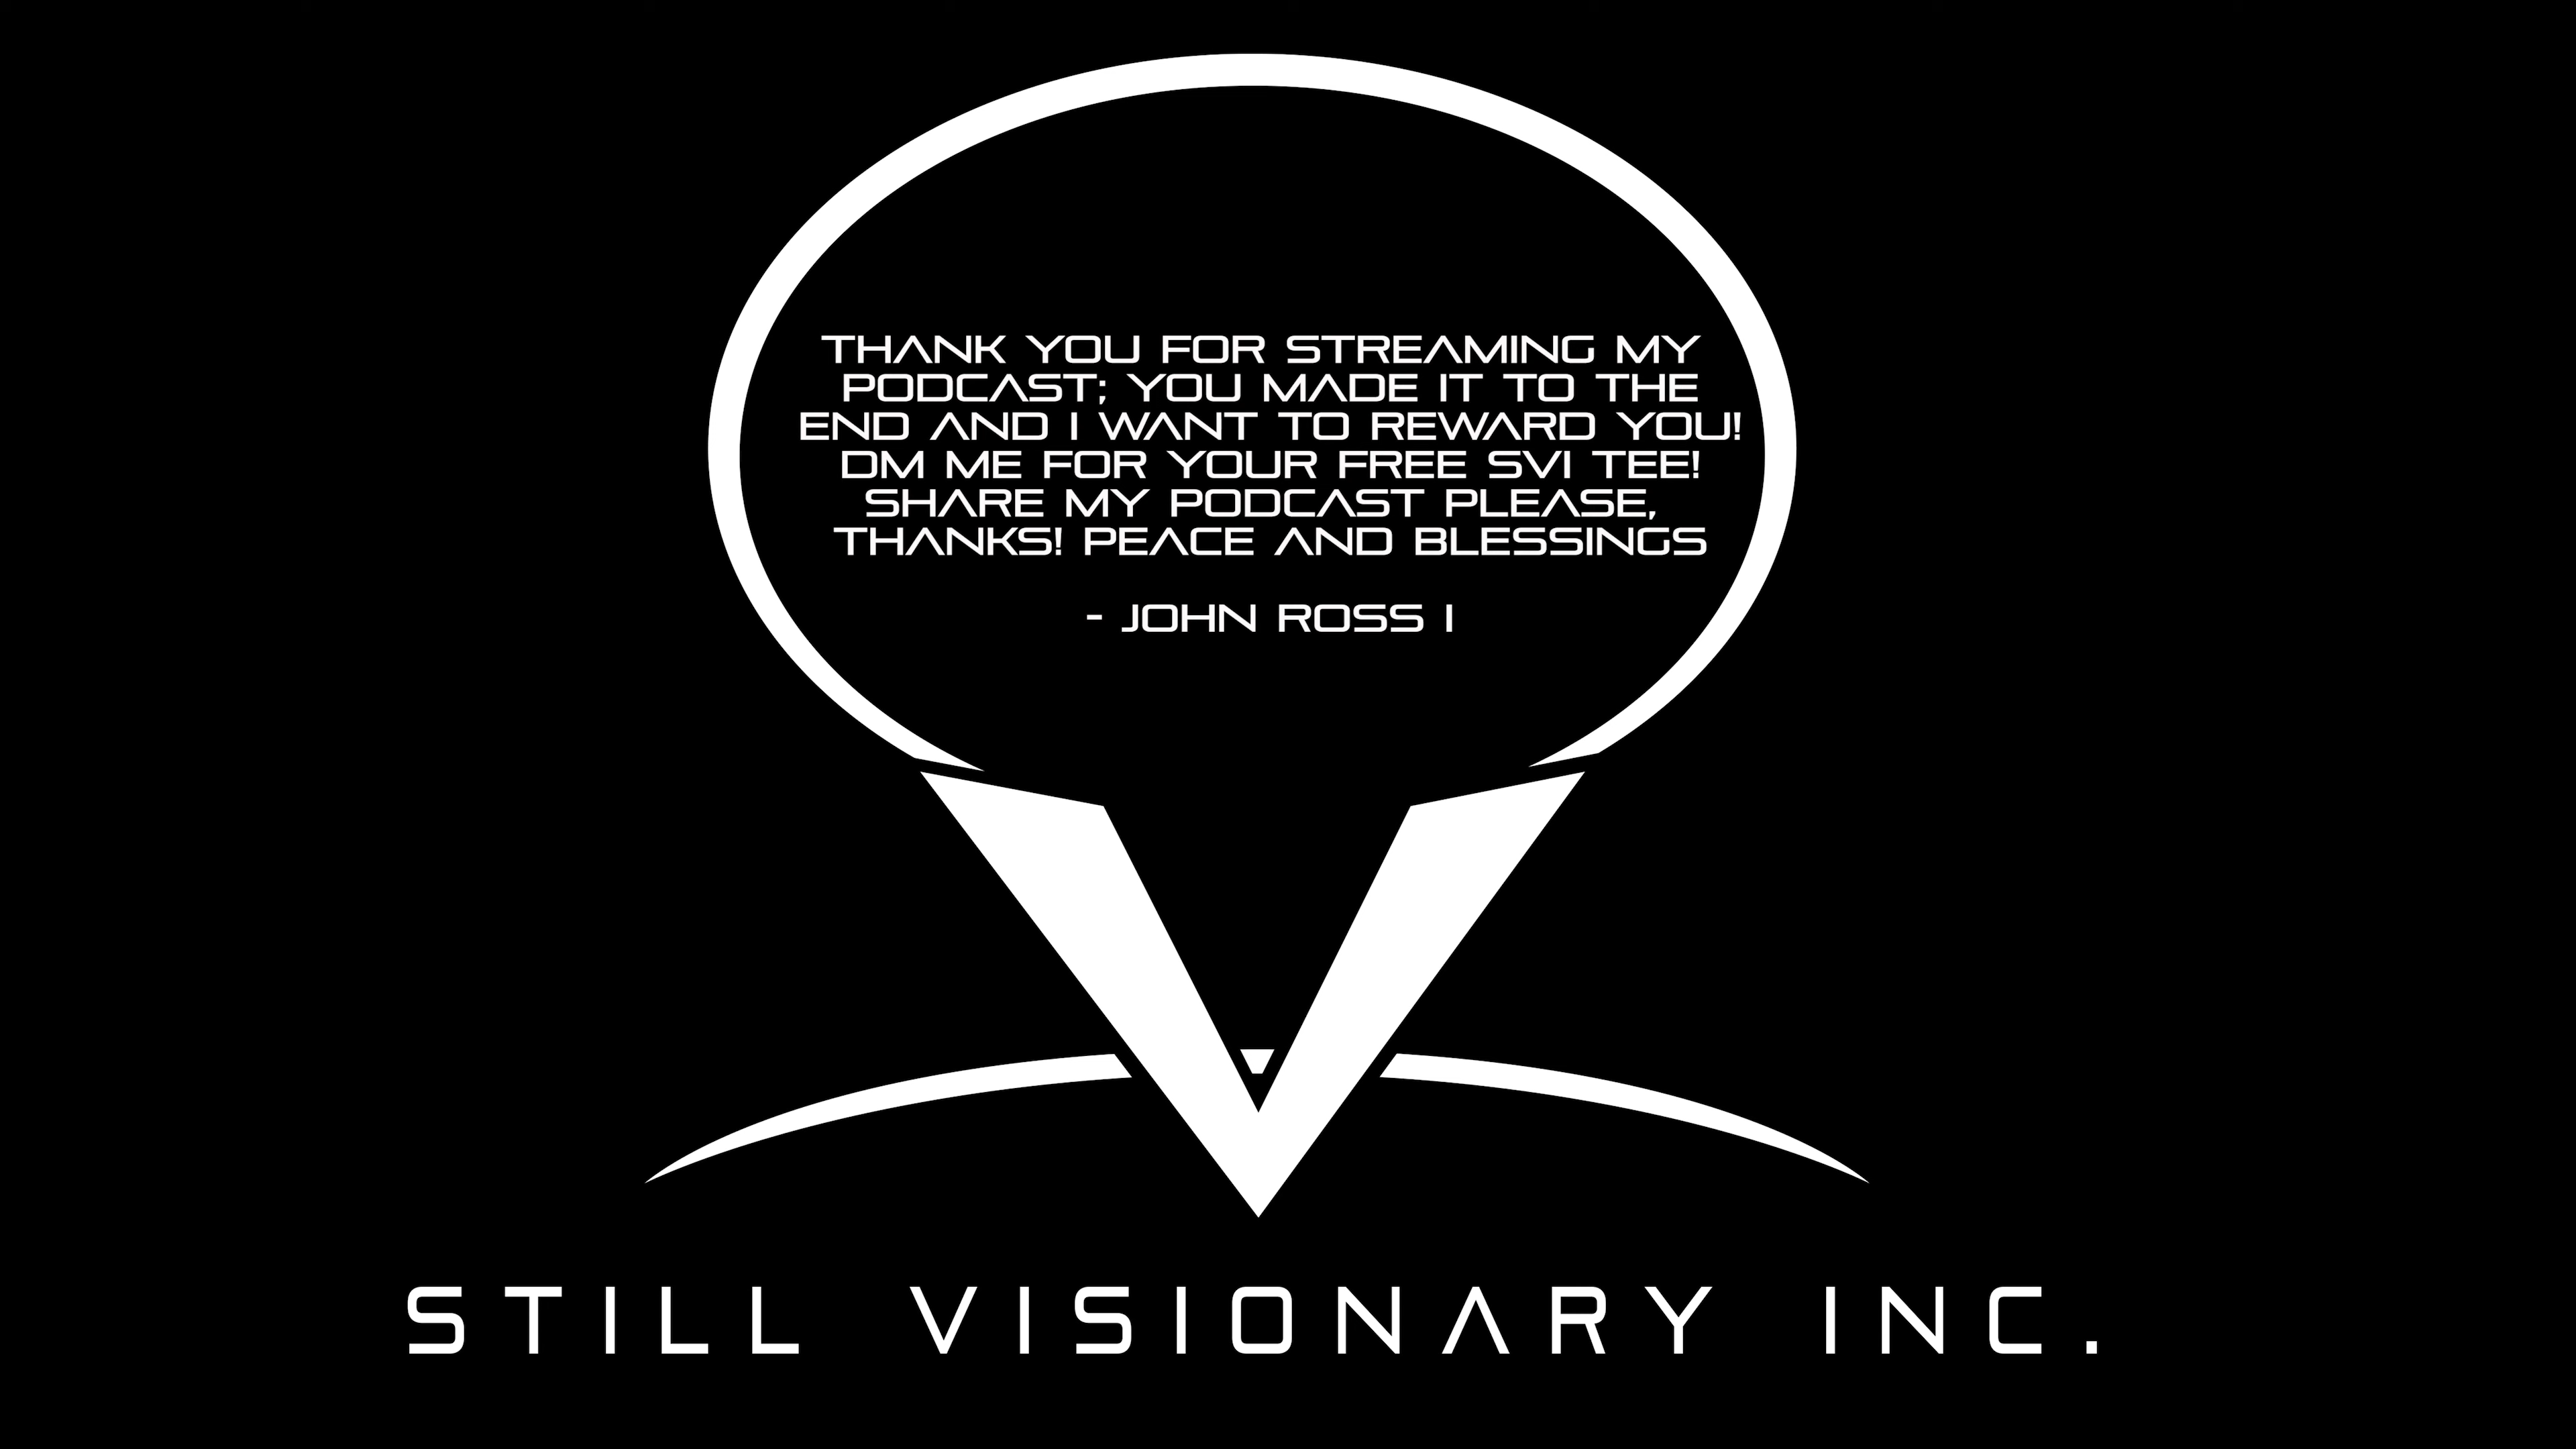 THANK YOU FOR STREAMING MY
PODCAST; YOU MADE IT TO THE
END AND I WANT TO REWARD YOU!
DM ME FOR YOUR FREE SVI TEE!
SHARE MY PODCAST PLEASE,
THANKS! PEACE AND BLESSINGS
- JOHN ROSS I
STILL VISIONARY INC.